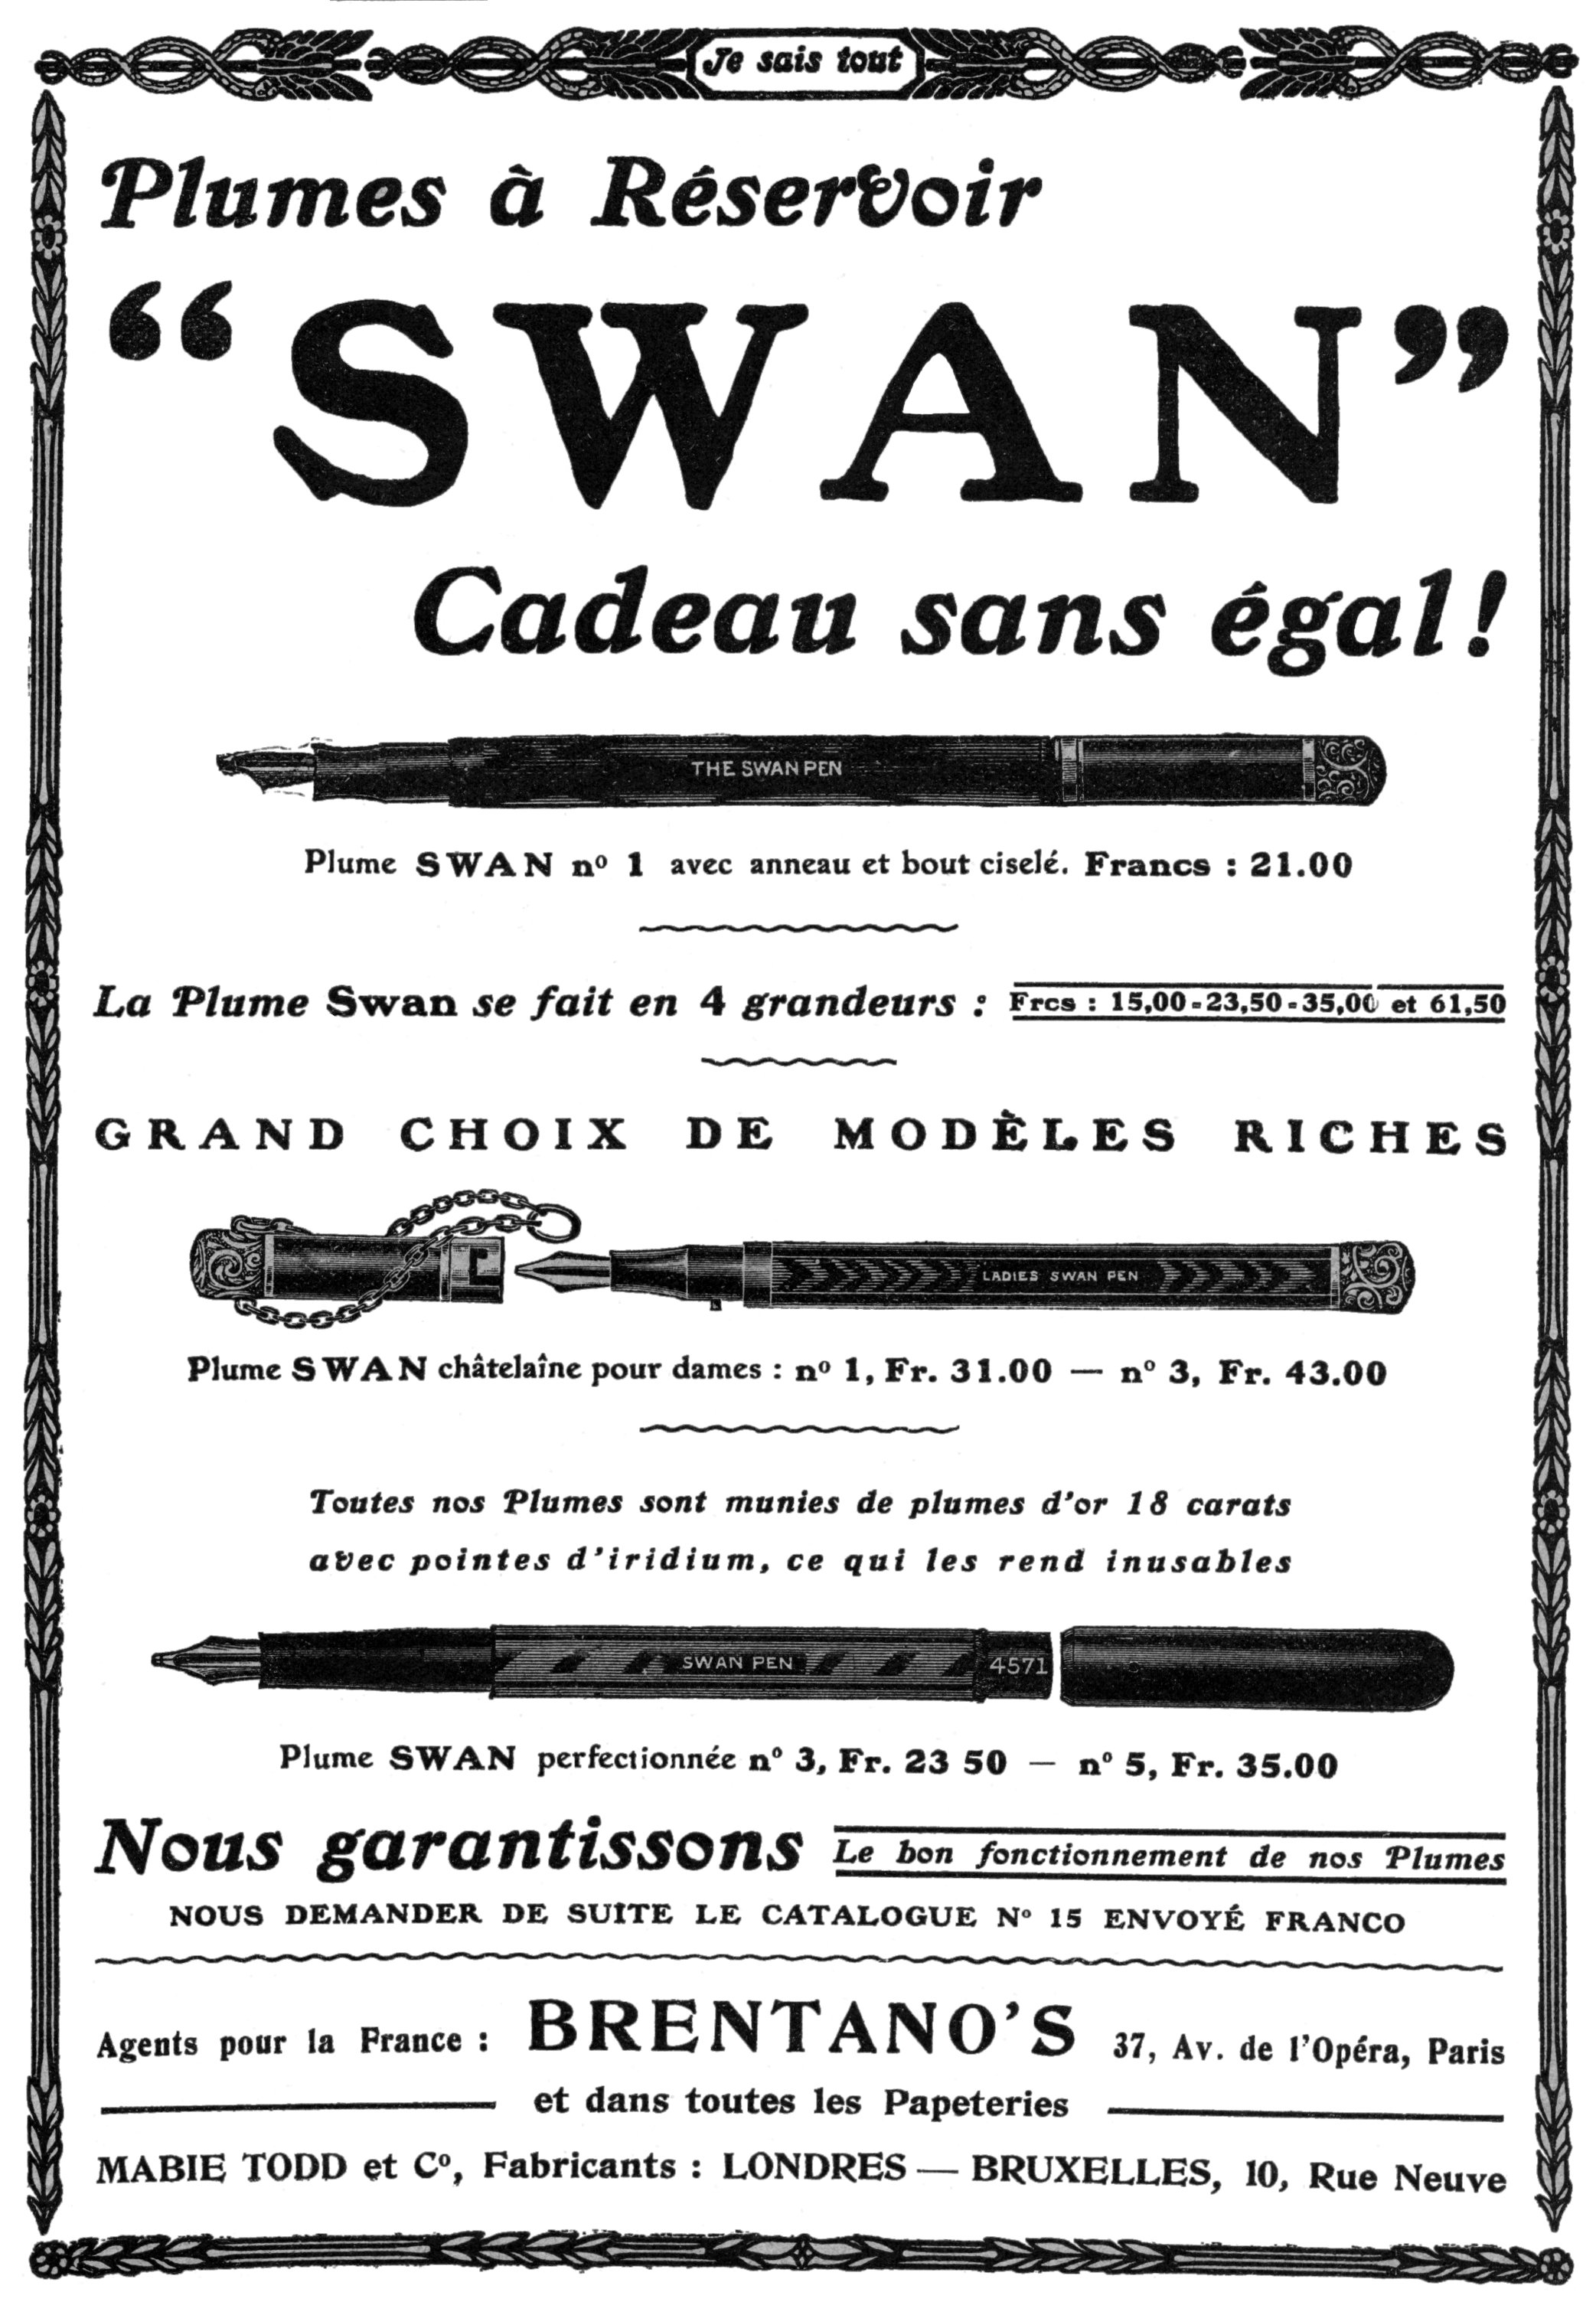 Je sais tout
Plumes à Réservoir
“SWAN”
Cadeau sans égal!
THE SWAN PEN
Plume SWAN nº 1 avec anneau et bout ciselé. Francs : 21.00
La Plume Swan se fait en 4 grandeurs : Frcs : 15,00-23,50-35,00 et 61,50
GRAND CHOIX DE MODÈLES RICHES
LADIES SWAN PEN
Plume SWAN châtelaîne pour dames : nº 1, Fr. 31.00 — nº 3, Fr. 43.00
Toutes nos Plumes sont munies de plumes d'or 18 carats
avec pointes d'iridium, ce qui les rend inusables
SWAN PEN 4571
Plume SWAN perfectionnée nº 3, Fr. 23 50 — nº 5, Fr. 35.00
Nous garantissons Le bon fonctionnement de nos Plumes
NOUS DEMANDER DE SUITE LE CATALOGUE Nº 15 ENVOYÉ FRANCO
Agents pour la France : BRENTANO'S 37, Av. de l'Opéra, Paris
et dans toutes les Papeteries
MABIE TODD et Cº, Fabricants : LONDRES — BRUXELLES, 10, Rue Neuve